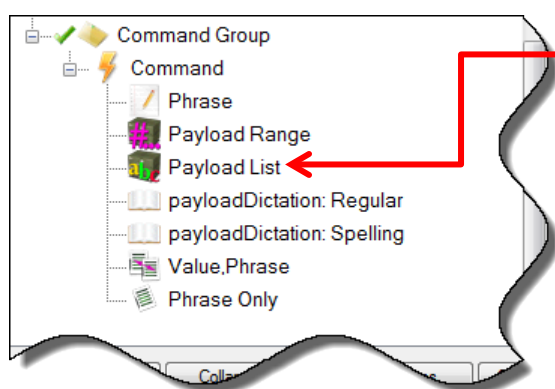 Command Group
Command
Phrase
Payload Range
Payload List
payloadDictation: Regular
payloadDictation: Spelling
Value,Phrase
Phrase Only